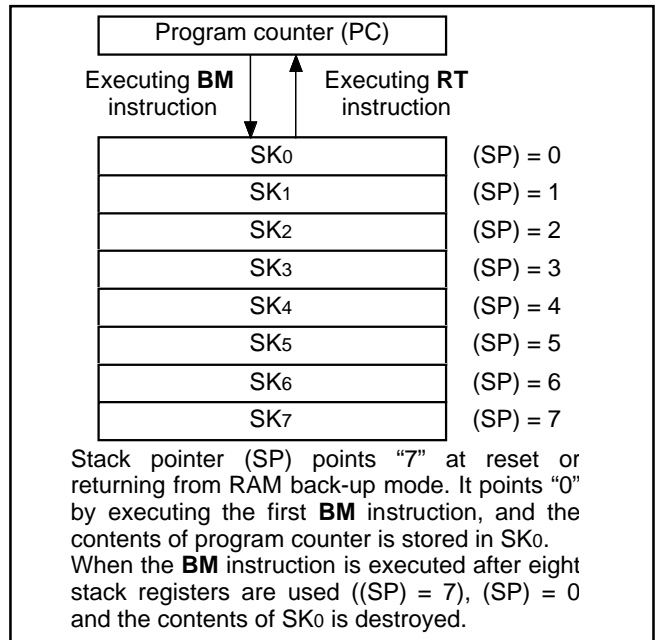 Program counter (PC)
Executing BM instruction
Executing RT instruction
SK0 (SP) = 0
SK1 (SP) = 1
SK2 (SP) = 2
SK3 (SP) = 3
SK4 (SP) = 4
SK5 (SP) = 5
SK6 (SP) = 6
SK7 (SP) = 7
Stack pointer (SP) points “7” at reset or
returning from RAM back-up mode. It points “0”
by executing the first BM instruction, and the
contents of program counter is stored in SK0.
When the BM instruction is executed after eight
stack registers are used ((SP) = 7), (SP) = 0
and the contents of SK0 is destroyed.